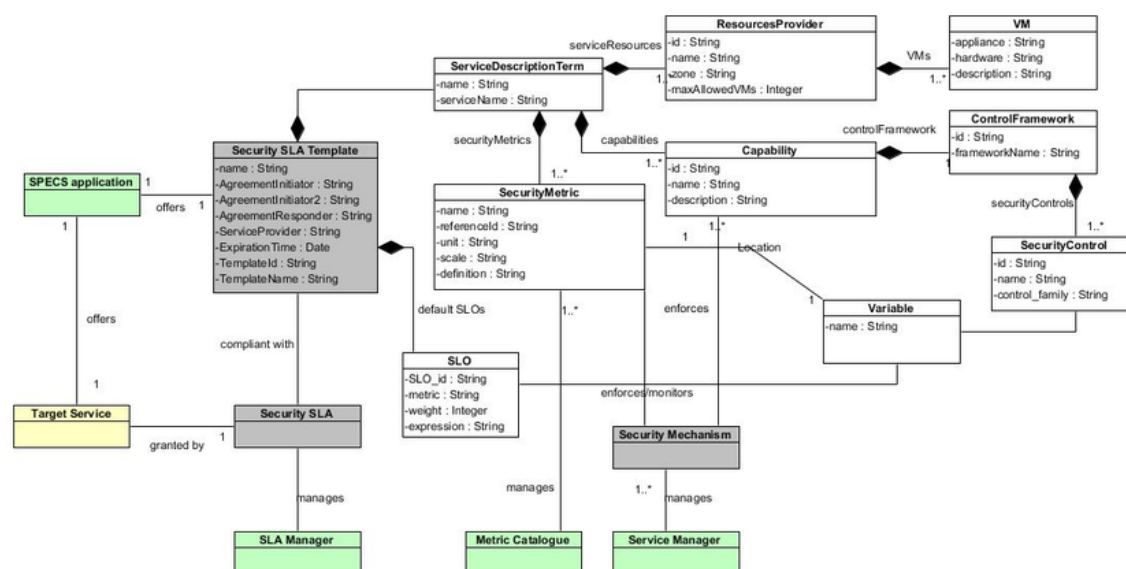 ResourcesProvider
-id : String
-name : String
-zone : String
-maxAllowedVMs : Integer
VM
-appliance : String
-hardware : String
-description : String
serviceResources
1..*
VMs
1..*
ServiceDescriptionTerm
-name : String
-serviceName : String
securityMetrics
1..*
capabilities
1..*
controlFramework
1
ControlFramework
-id : String
-frameworkName : String
Capability
-id : String
-name : String
-description : String
Security SLA Template
-name : String
-AgreementInitiator : String
-AgreementInitiator2 : String
-AgreementResponder : String
-ServiceProvider : String
-ExpirationTime : Date
-TemplateId : String
-TemplateName : String
SPECS application
1
offers
1
1
SecurityMetric
-name : String
-referenceId : String
-unit : String
-scale : String
-definition : String
securityControls
1..*
SecurityControl
-id : String
-name : String
-control_family : String
1
Location
1..*
1
Variable
-name : String
default SLOs
1..*
enforces
offers
compliant with
SLO
-SLO_id : String
-metric : String
-weight : Integer
-expression : String
enforces/monitors
1
Target Service
granted by
1
Security SLA
Security Mechanism
manages
manages
1..*
manages
SLA Manager
Metric Catalogue
Service Manager